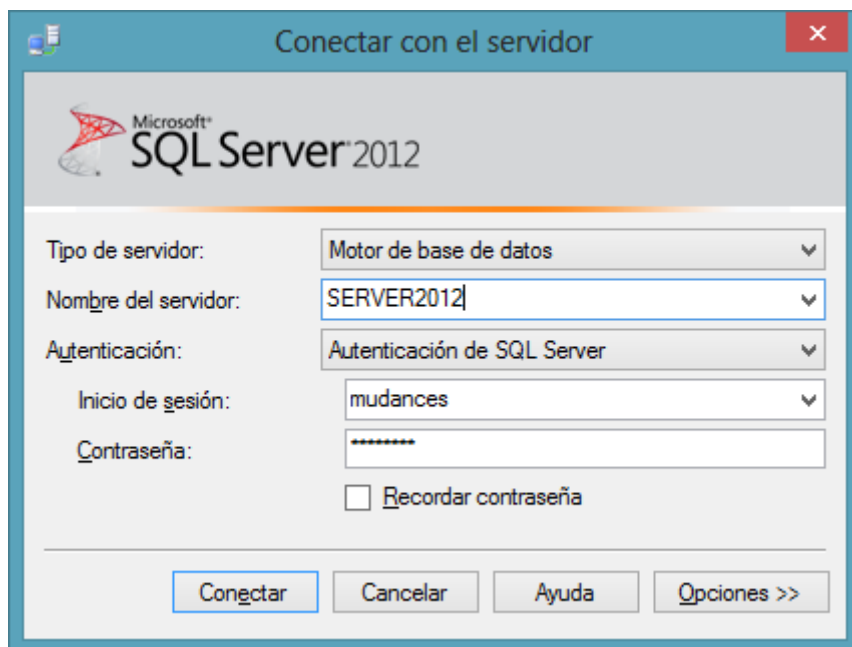 Conectar con el servidor
Microsoft®
SQL Server® 2012
Tipo de servidor: Motor de base de datos
Nombre del servidor: SERVER2012
Autenticación: Autenticación de SQL Server
Inicio de sesión: mudances
Contraseña: ********
Recordar contraseña
Conectar Cancelar Ayuda Opciones >>